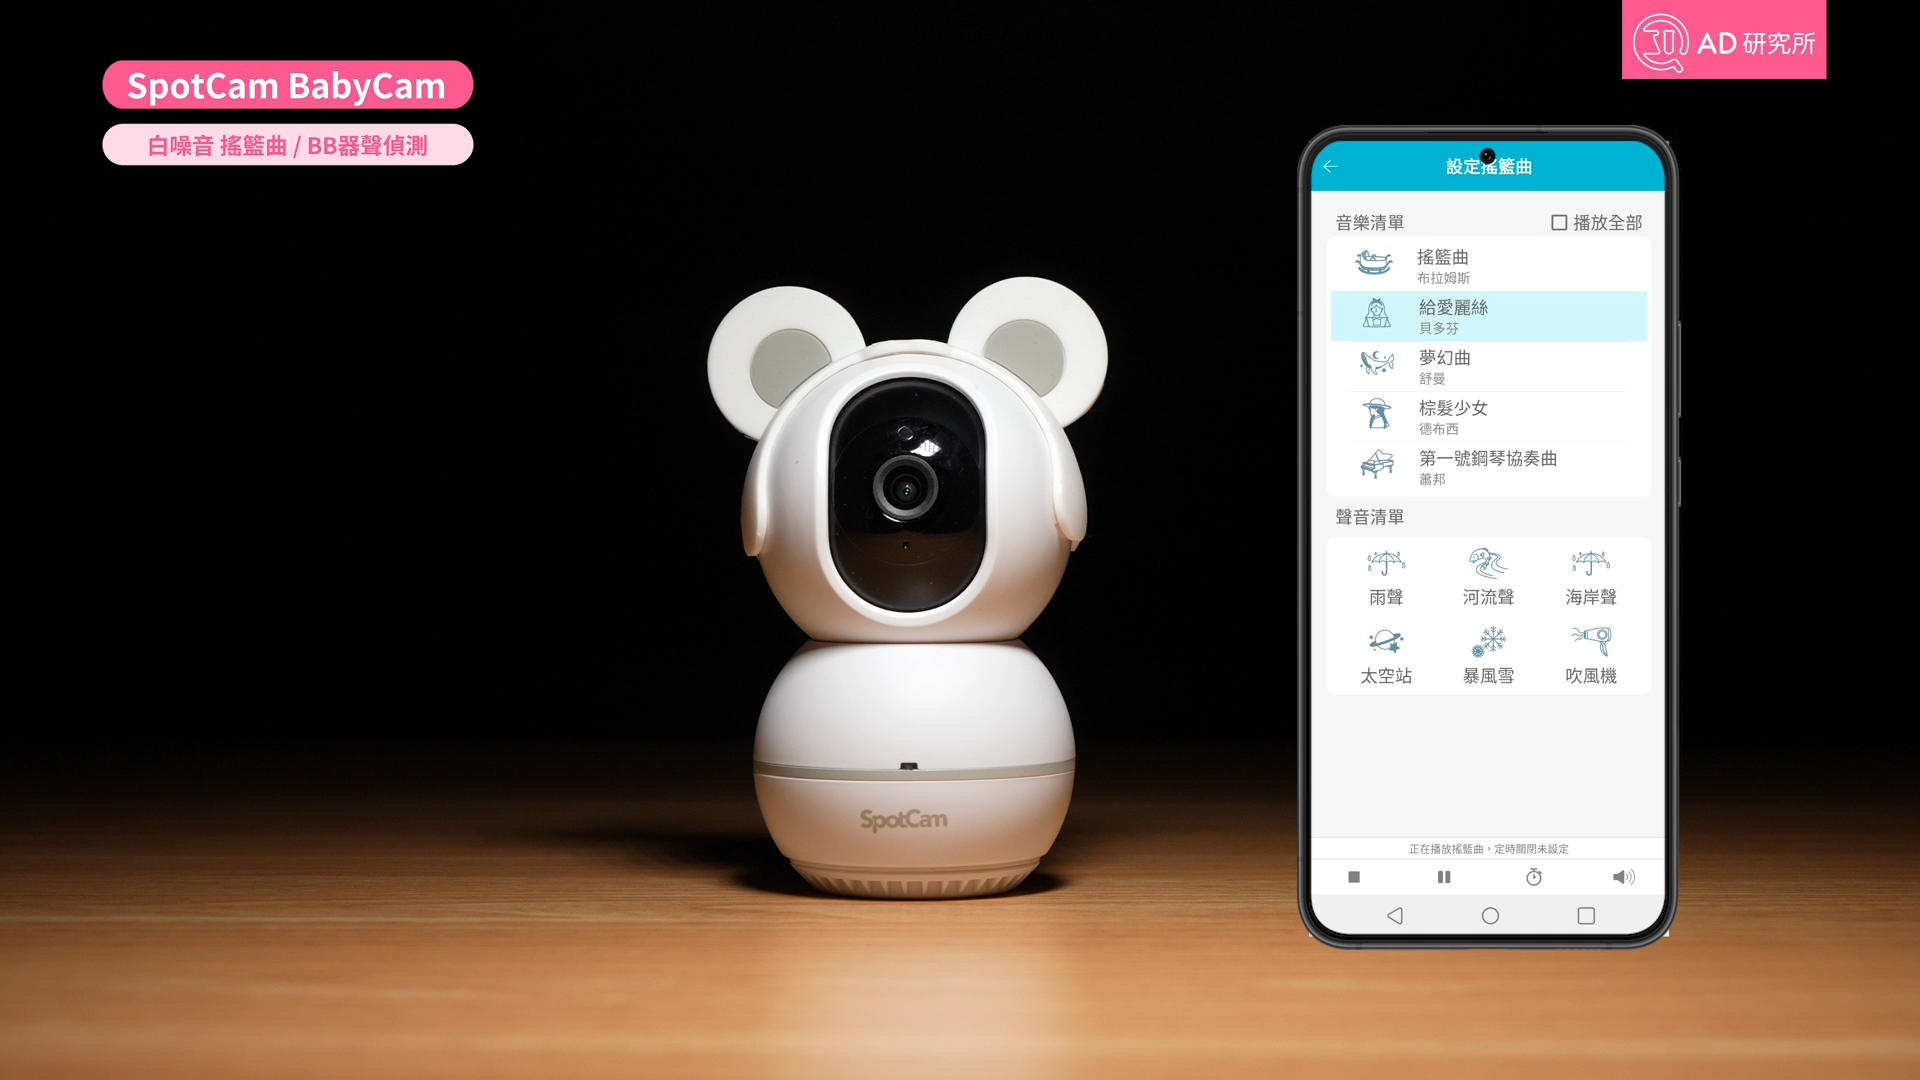 SpotCam BabyCam
白噪音 搖籃曲 / BB器聲偵測
AD 研究所
設定搖籃曲
音樂清單
播放全部
搖籃曲
布拉姆斯
給愛麗絲
貝多芬
夢幻曲
舒曼
棕髮少女
德布西
第一號鋼琴協奏曲
蕭邦
聲音清單
雨聲 河流聲 海岸聲
太空站 暴風雪 吹風機
正在播放搖籃曲，定時關閉未設定
SpotCam